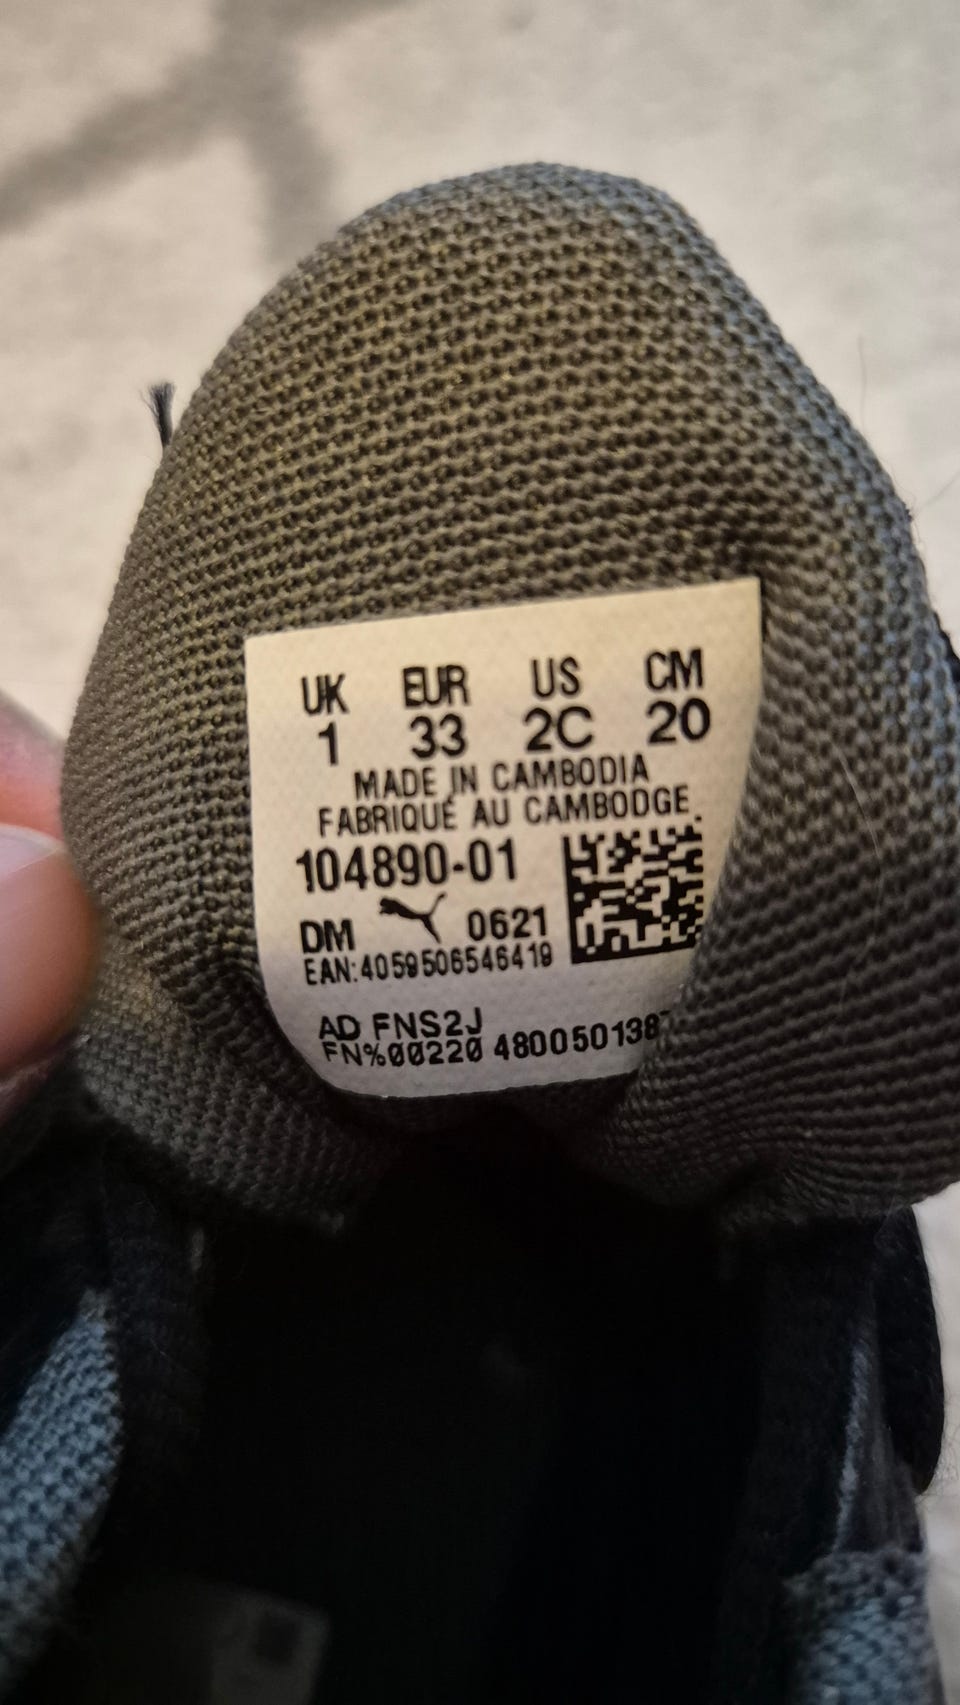 UK EUR US CM
1 33 2C 20
MADE IN CAMBODIA
FABRIQUÉ AU CAMBODGE
104890-01
DM 0621
EAN:4059506546419
AD FNS2J
FN%00220 480050138